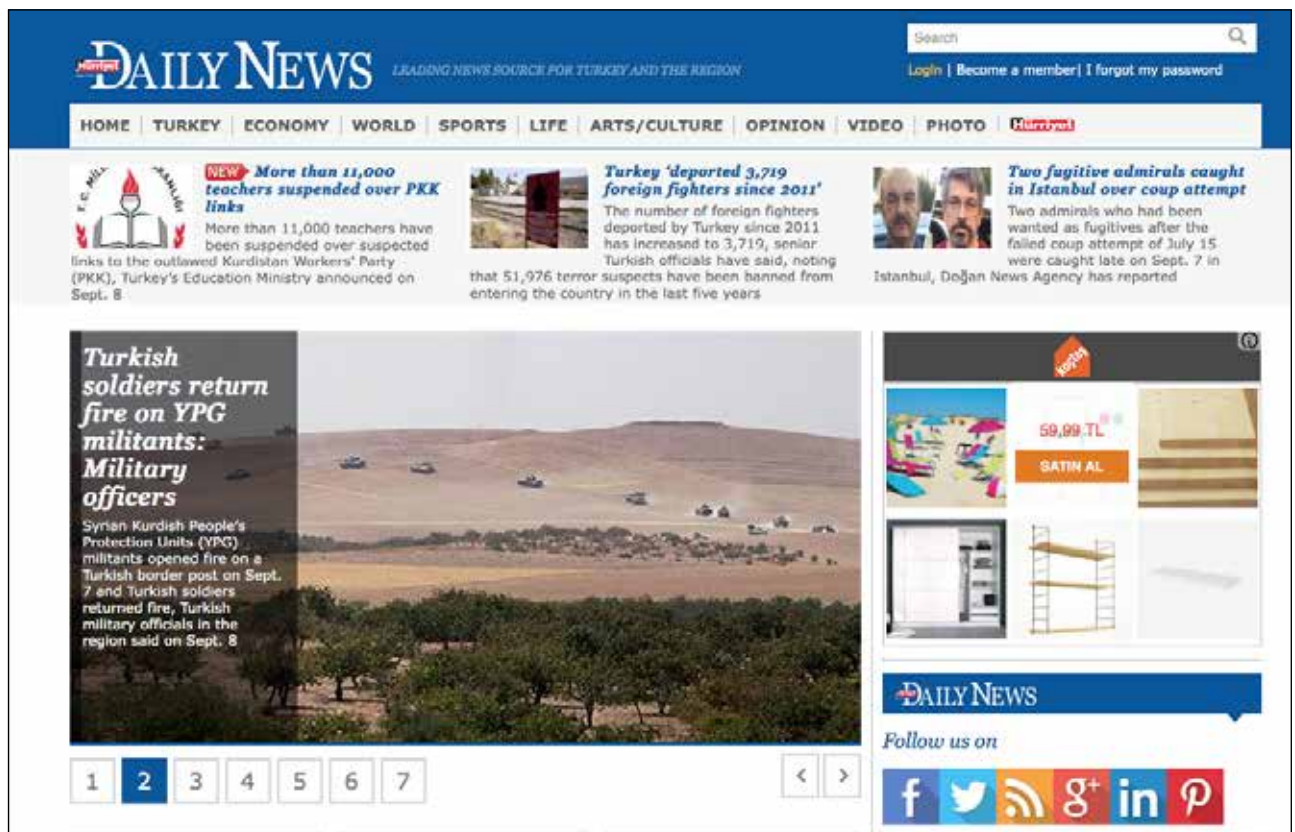 Search
Hürriyet DAILY NEWS LEADING NEWS SOURCE FOR TURKEY AND THE REGION
Login | Become a member| I forgot my password
HOME | TURKEY | ECONOMY | WORLD | SPORTS | LIFE | ARTS/CULTURE | OPINION | VIDEO | PHOTO | Hürriyet
T.C. MİLLİ
NEW More than 11,000
teachers suspended over PKK
links
More than 11,000 teachers have
been suspended over suspected
links to the outlawed Kurdistan Workers' Party
(PKK), Turkey's Education Ministry announced on
Sept. 8
Turkey 'deported 3,719
foreign fighters since 2011'
The number of foreign fighters
deported by Turkey since 2011
has increased to 3,719, senior
Turkish officials have said, noting
that 51,976 terror suspects have been banned from
entering the country in the last five years
Two fugitive admirals caught
in Istanbul over coup attempt
Two admirals who had been
wanted as fugitives after the
failed coup attempt of July 15
were caught late on Sept. 7 in
Istanbul, Doğan News Agency has reported
Turkish
soldiers return
fire on YPG
militants:
Military
officers
Syrian Kurdish People's
Protection Units (YPG)
militants opened fire on a
Turkish border post on Sept.
7 and Turkish soldiers
returned fire, Turkish
military officials in the
region said on Sept. 8
koçtaş
59,99 TL
SATIN AL
Hürriyet DAILY NEWS
Follow us on
1 2 3 4 5 6 7 < >